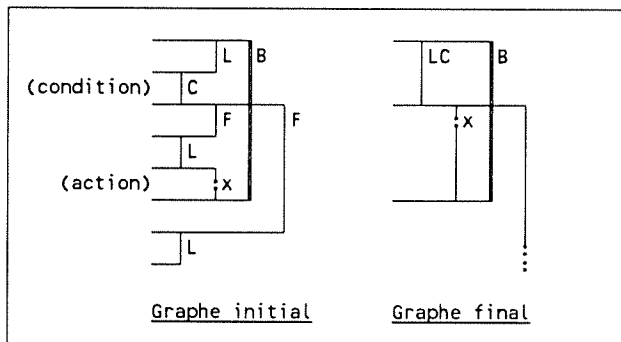 L B LC B
(condition) C
F F x
L
(action) x
L
Graphe initial Graphe final